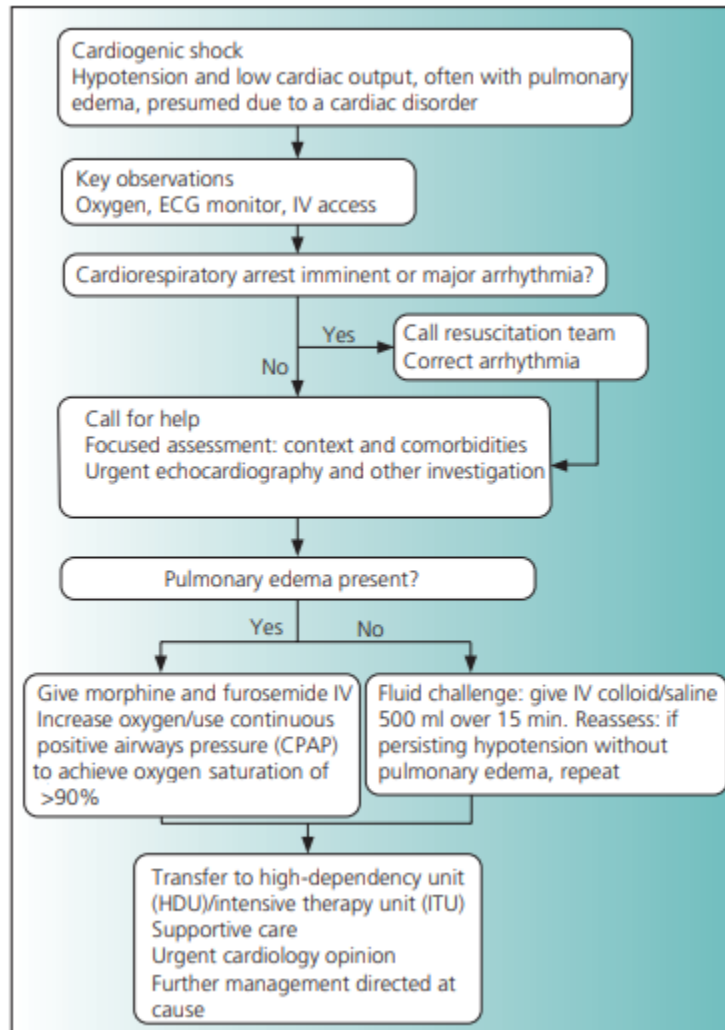 Cardiogenic shock
Hypotension and low cardiac output, often with pulmonary
edema, presumed due to a cardiac disorder
Key observations
Oxygen, ECG monitor, IV access
Cardiorespiratory arrest imminent or major arrhythmia?
Yes
Call resuscitation team
Correct arrhythmia
No
Call for help
Focused assessment: context and comorbidities
Urgent echocardiography and other investigation
Pulmonary edema present?
Yes
No
Give morphine and furosemide IV
Increase oxygen/use continuous
positive airways pressure (CPAP)
to achieve oxygen saturation of
>90%
Fluid challenge: give IV colloid/saline
500 ml over 15 min. Reassess: if
persisting hypotension without
pulmonary edema, repeat
Transfer to high-dependency unit
(HDU)/intensive therapy unit (ITU)
Supportive care
Urgent cardiology opinion
Further management directed at
cause